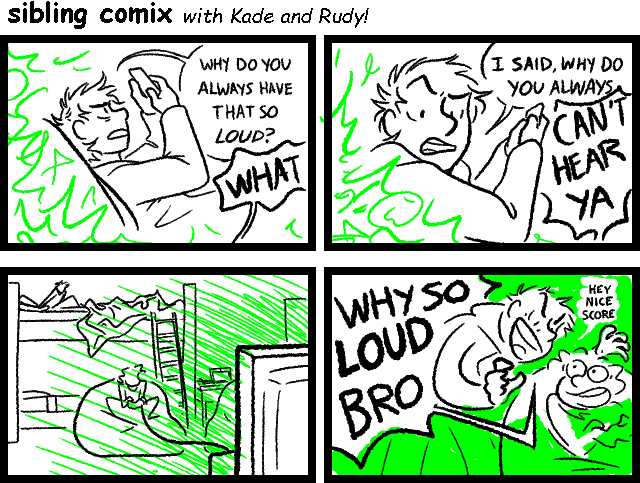 sibling comix with Kade and Rudy!
WHY DO YOU
ALWAYS HAVE
THAT SO
LOUD?
WHAT
I SAID, WHY DO
YOU ALWAYS
CAN'T
HEAR
YA
WHY SO
LOUD
BRO
HEY
NICE
SCORE